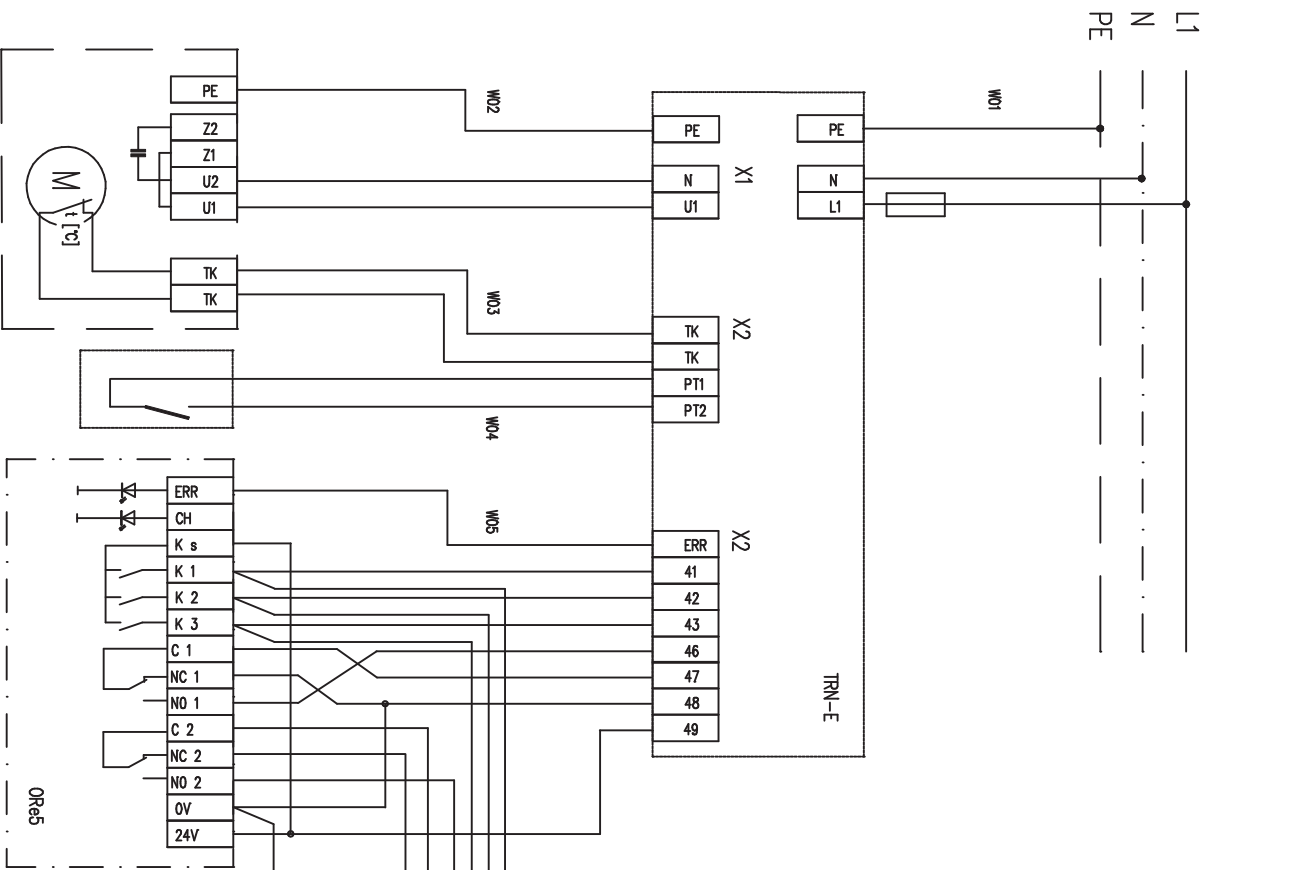 PE N L1
W01
W02
PE
Z2
Z1
U2
U1
M
t [°C]
TK
TK
W03
PE
N
U1
X1
PE
N
L1
X2
TK
TK
PT1
PT2
W04
W05
X2
ERR
41
42
43
46
47
48
49
TRN-E
ERR
CH
K s
K 1
K 2
K 3
C 1
NC 1
NO 1
C 2
NC 2
NO 2
0V
24V
ORe5